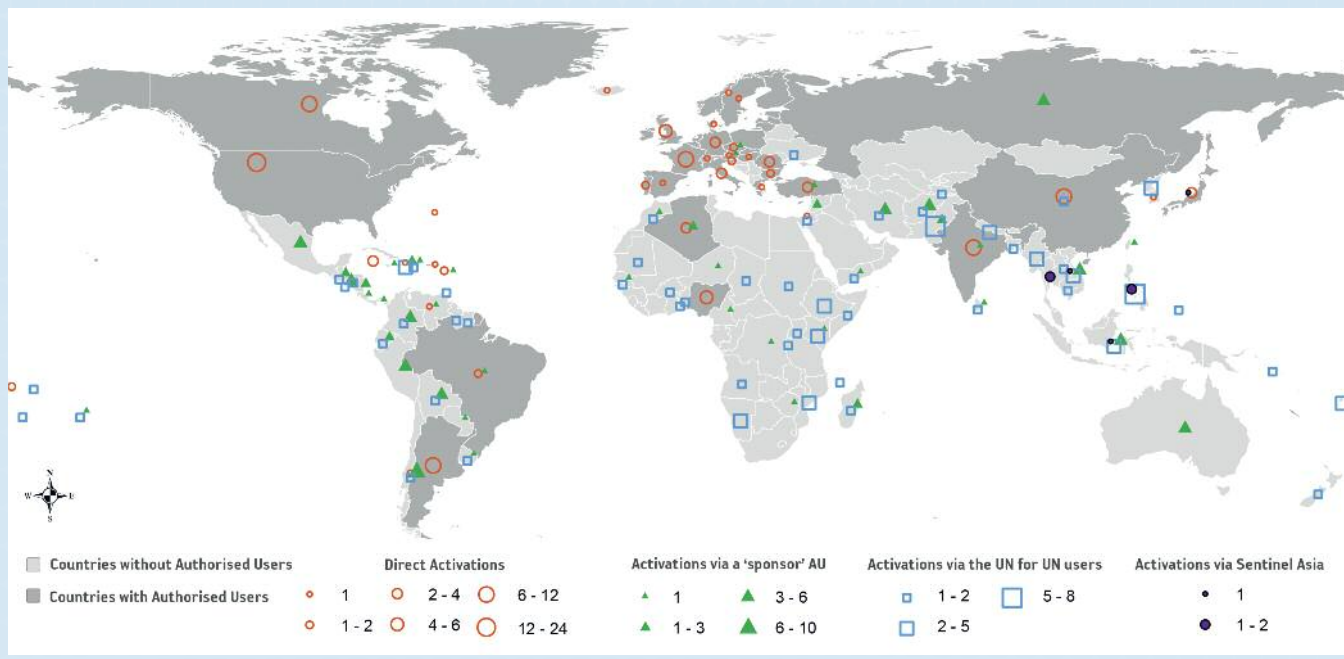 N
W E
S
Countries without Authorised Users
Countries with Authorised Users
Direct Activations
1
2 - 4
6 - 12
1 - 2
4 - 6
12 - 24
Activations via a ‘sponsor’ AU
1
3 - 6
1 - 3
6 - 10
Activations via the UN for UN users
1 - 2
5 - 8
2 - 5
Activations via Sentinel Asia
1
1 - 2